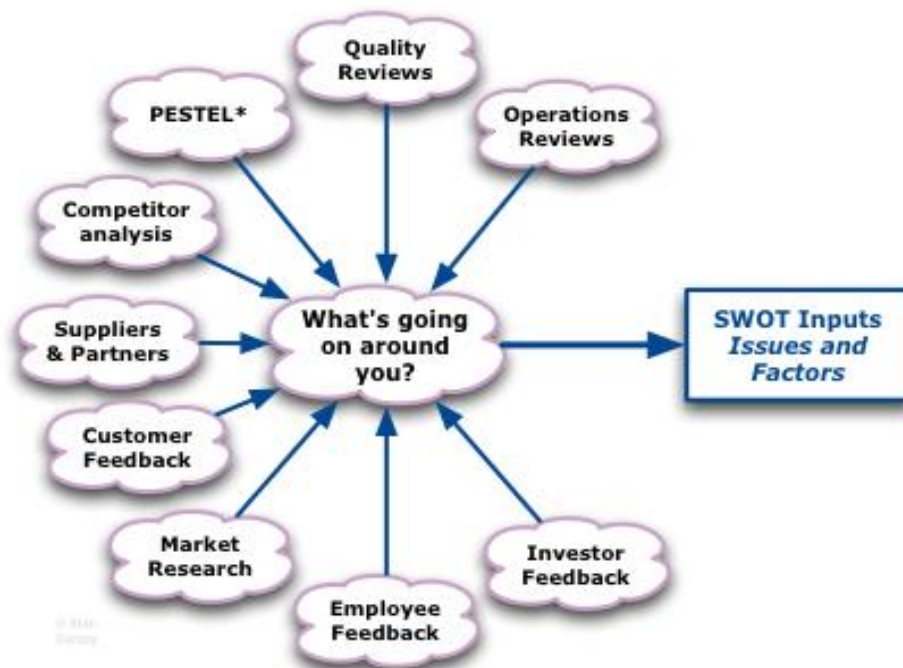 Quality
Reviews
PESTEL*
Operations
Reviews
Competitor
analysis
What's going
on around
you?
SWOT Inputs
Issues and
Factors
Suppliers
& Partners
Customer
Feedback
Market
Research
Investor
Feedback
Employee
Feedback